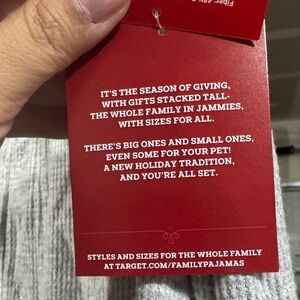 IT'S THE SEASON OF GIVING,
WITH GIFTS STACKED TALL-
THE WHOLE FAMILY IN JAMMIES,
WITH SIZES FOR ALL.
THERE'S BIG ONES AND SMALL ONES,
EVEN SOME FOR YOUR PET!
A NEW HOLIDAY TRADITION,
AND YOU'RE ALL SET.
STYLES AND SIZES FOR THE WHOLE FAMILY
AT TARGET.COM/FAMILYPAJAMAS